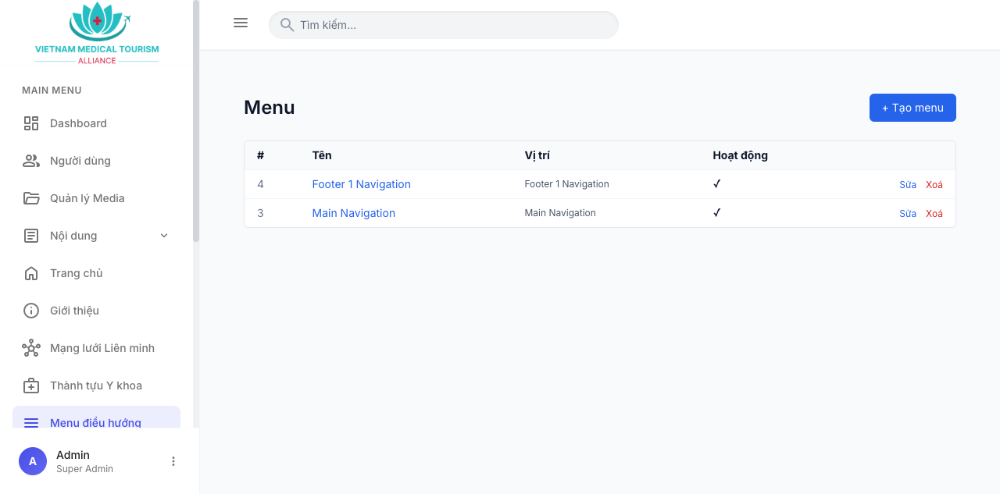 VIETNAM MEDICAL TOURISM
ALLIANCE
MAIN MENU
Dashboard
Người dùng
Quản lý Media
Nội dung
Trang chủ
Giới thiệu
Mạng lưới Liên minh
Thành tựu Y khoa
Menu điều hướng
A
Admin
Super Admin
Tìm kiếm...
Menu
+ Tạo menu
# Tên Vị trí Hoạt động
4 Footer 1 Navigation Footer 1 Navigation ✓ Sửa Xoá
3 Main Navigation Main Navigation ✓ Sửa Xoá